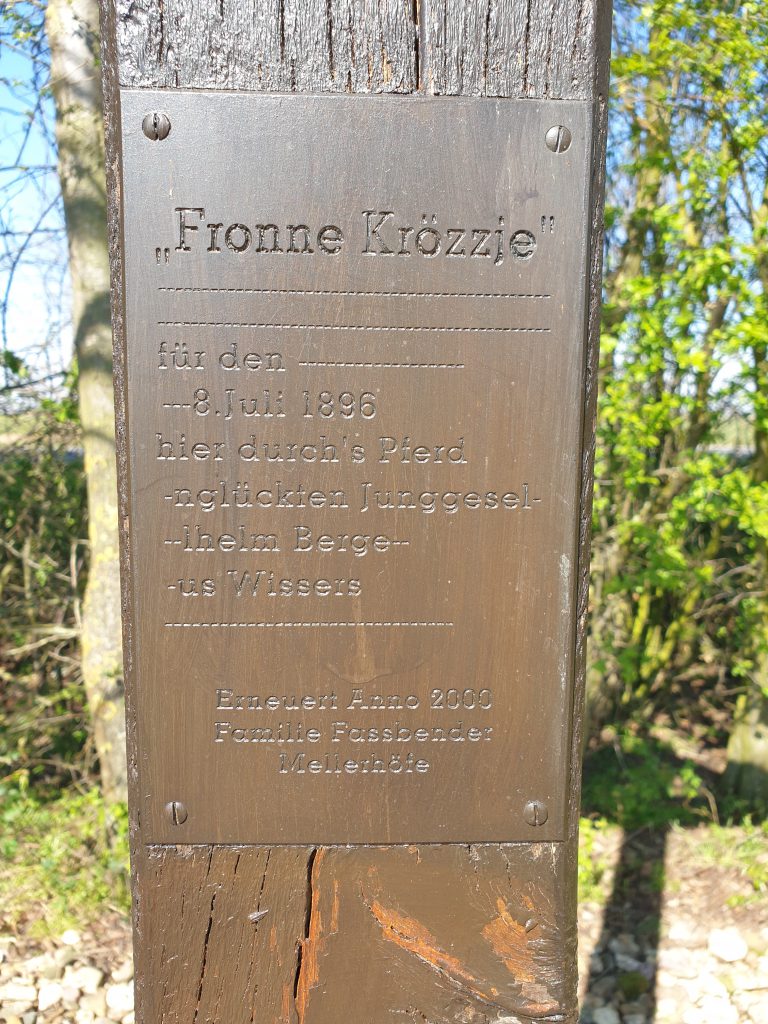 „Fronne Krözzje"
für den ---------------------
---8.Juli 1896
hier durch's Pferd
-nglückten Junggesel-
--lhelm Berge--
-us Wissers
Erneuert Anno 2000
Familie Fassbender
Mellerhöfe